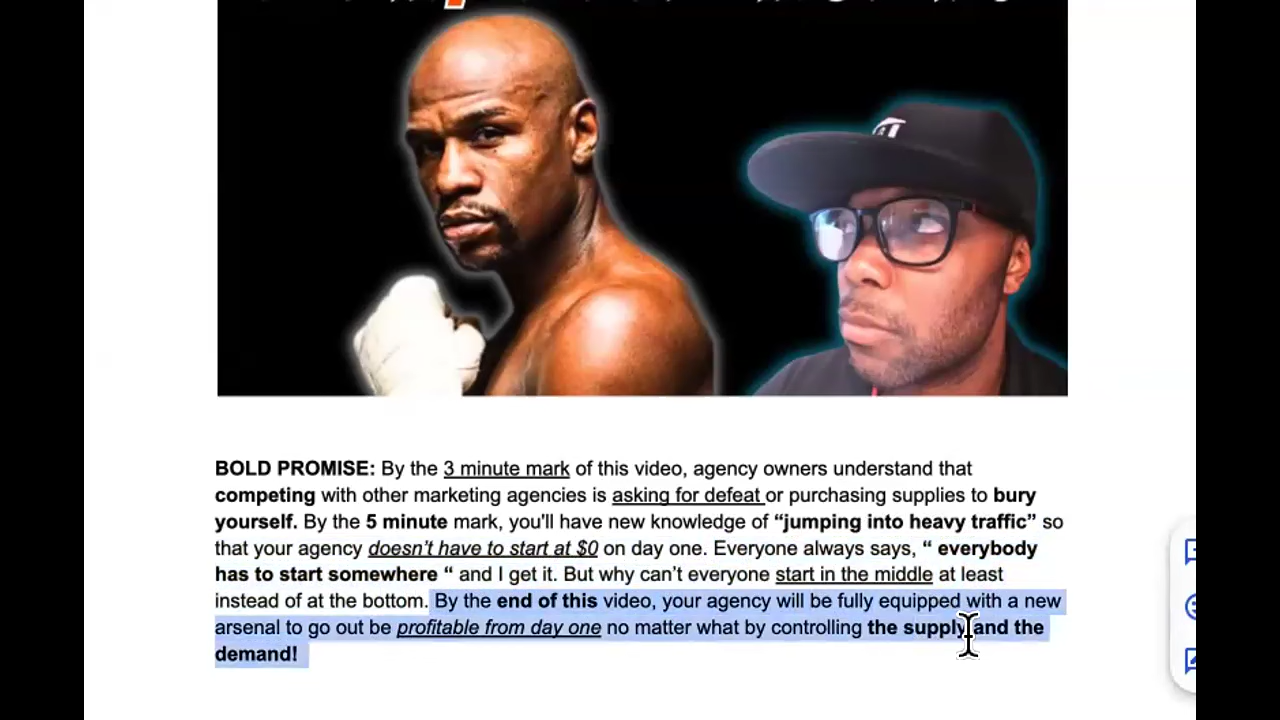 BOLD PROMISE: By the 3 minute mark of this video, agency owners understand that
competing with other marketing agencies is asking for defeat or purchasing supplies to bury
yourself. By the 5 minute mark, you'll have new knowledge of “jumping into heavy traffic” so
that your agency doesn’t have to start at $0 on day one. Everyone always says, “ everybody
has to start somewhere “ and I get it. But why can’t everyone start in the middle at least
instead of at the bottom. By the end of this video, your agency will be fully equipped with a new
arsenal to go out be profitable from day one no matter what by controlling the supply and the
demand!